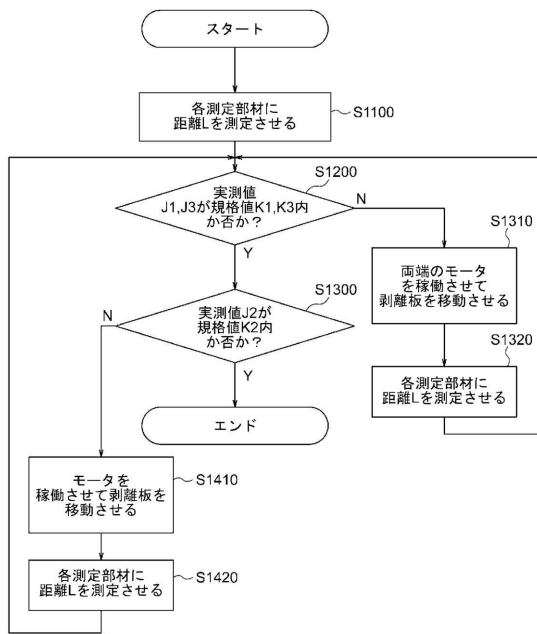 スタート
各測定部材に
距離Lを測定させる
S1100
実測値
J1,J3が規格値K1,K3内
か否か？
S1200
N
Y
両端のモータ
を稼働させて
剥離板を移動させる
S1310
各測定部材に
距離Lを測定させる
S1320
実測値J2が
規格値K2内
か否か？
S1300
N
Y
エンド
モータを
稼働させて剥離板を
移動させる
S1410
各測定部材に
距離Lを測定させる
S1420